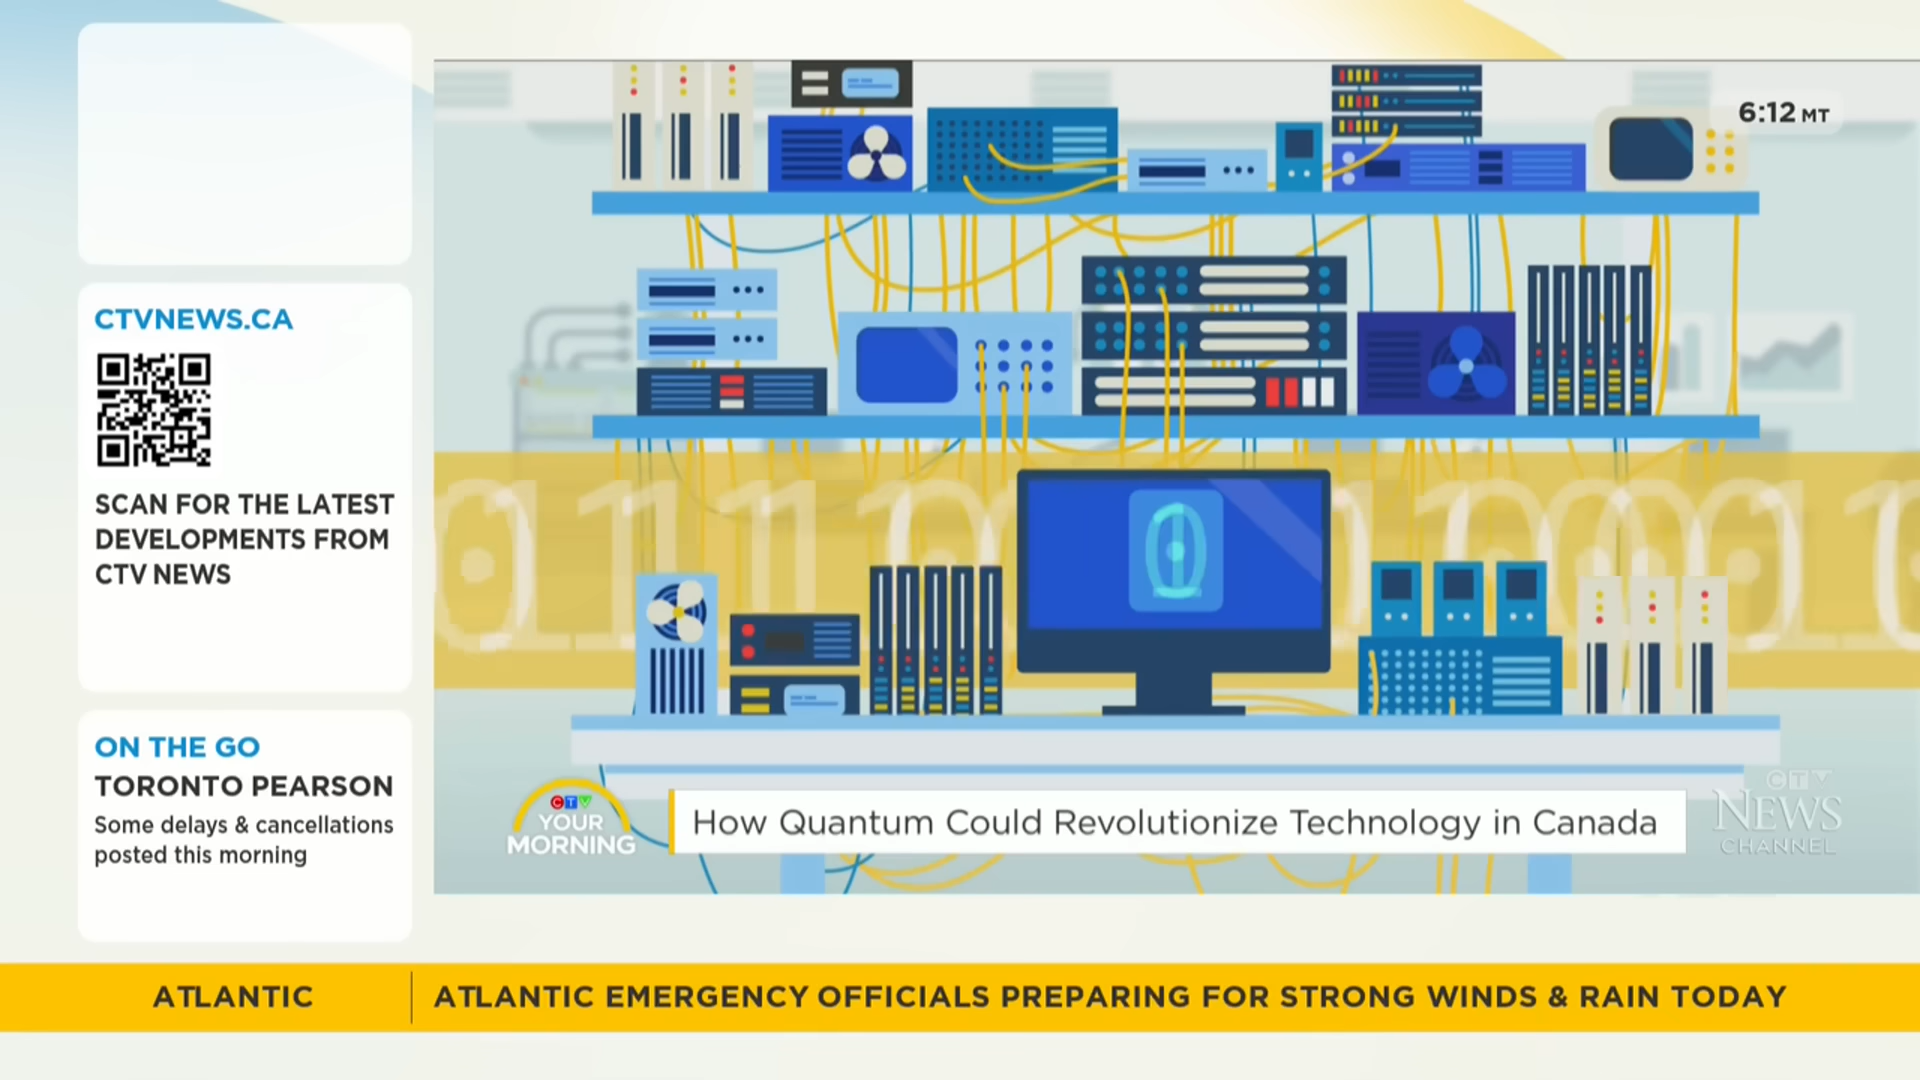 6:12 MT
CTVNEWS.CA
SCAN FOR THE LATEST
DEVELOPMENTS FROM
CTV NEWS
ON THE GO
TORONTO PEARSON
Some delays & cancellations
posted this morning
CTV
YOUR
MORNING
How Quantum Could Revolutionize Technology in Canada
CTV
NEWS
CHANNEL
ATLANTIC
ATLANTIC EMERGENCY OFFICIALS PREPARING FOR STRONG WINDS & RAIN TODAY